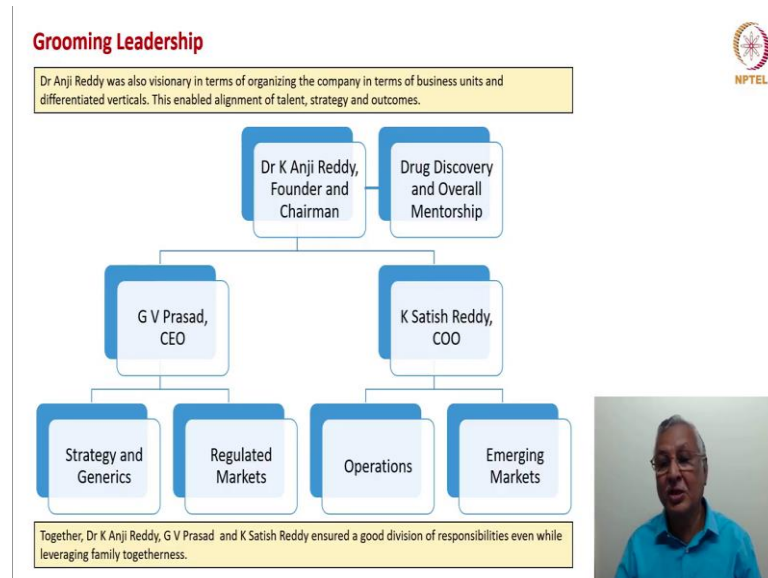 Grooming Leadership
NPTEL
Dr Anji Reddy was also visionary in terms of organizing the company in terms of business units and
differentiated verticals. This enabled alignment of talent, strategy and outcomes.
Dr K Anji Reddy,
Founder and
Chairman
Drug Discovery
and Overall
Mentorship
G V Prasad,
CEO
K Satish Reddy,
COO
Strategy and
Generics
Regulated
Markets
Operations
Emerging
Markets
Together, Dr K Anji Reddy, G V Prasad and K Satish Reddy ensured a good division of responsibilities even while
leveraging family togetherness.